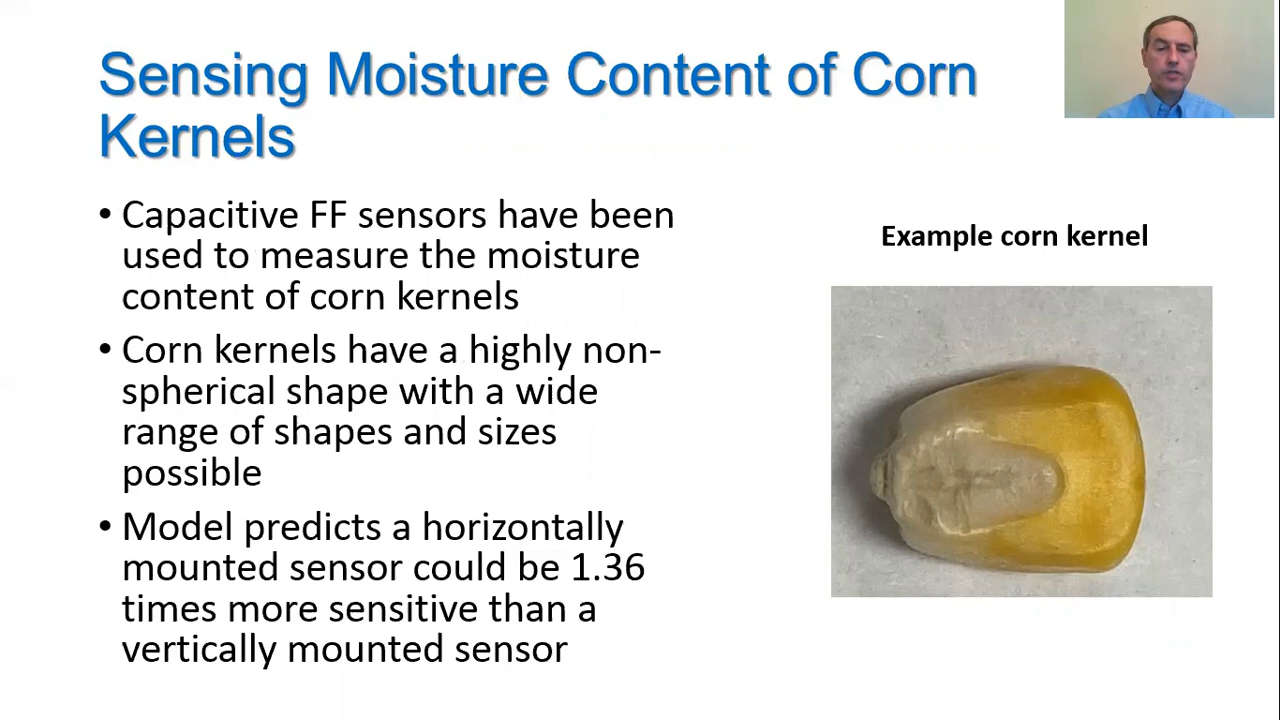 Sensing Moisture Content of Corn
Kernels
• Capacitive FF sensors have been
used to measure the moisture
content of corn kernels
• Corn kernels have a highly non-
spherical shape with a wide
range of shapes and sizes
possible
• Model predicts a horizontally
mounted sensor could be 1.36
times more sensitive than a
vertically mounted sensor
Example corn kernel